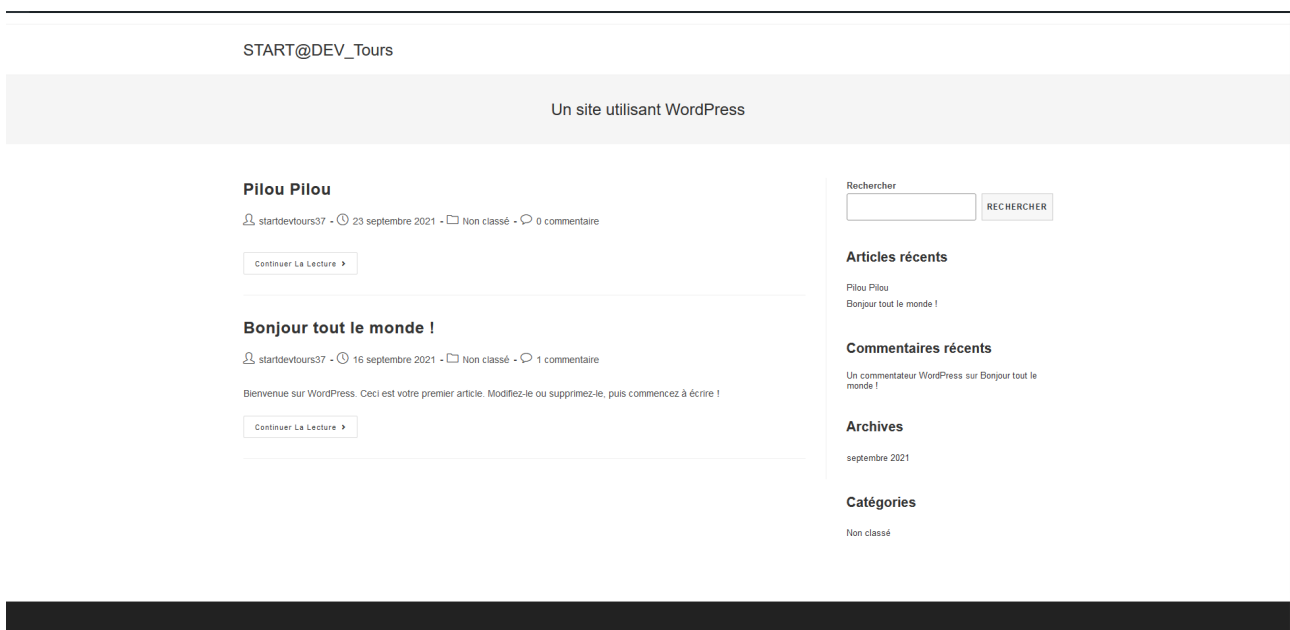 START@DEV_Tours
Un site utilisant WordPress
Pilou Pilou
startdevtours37 - 23 septembre 2021 - Non classé - 0 commentaire
Continuer La Lecture >
Bonjour tout le monde !
startdevtours37 - 16 septembre 2021 - Non classé - 1 commentaire
Bienvenue sur WordPress. Ceci est votre premier article. Modifiez-le ou supprimez-le, puis commencez à écrire !
Continuer La Lecture >
Rechercher
RECHERCHER
Articles récents
Pilou Pilou
Bonjour tout le monde !
Commentaires récents
Un commentateur WordPress sur Bonjour tout le
monde !
Archives
septembre 2021
Catégories
Non classé